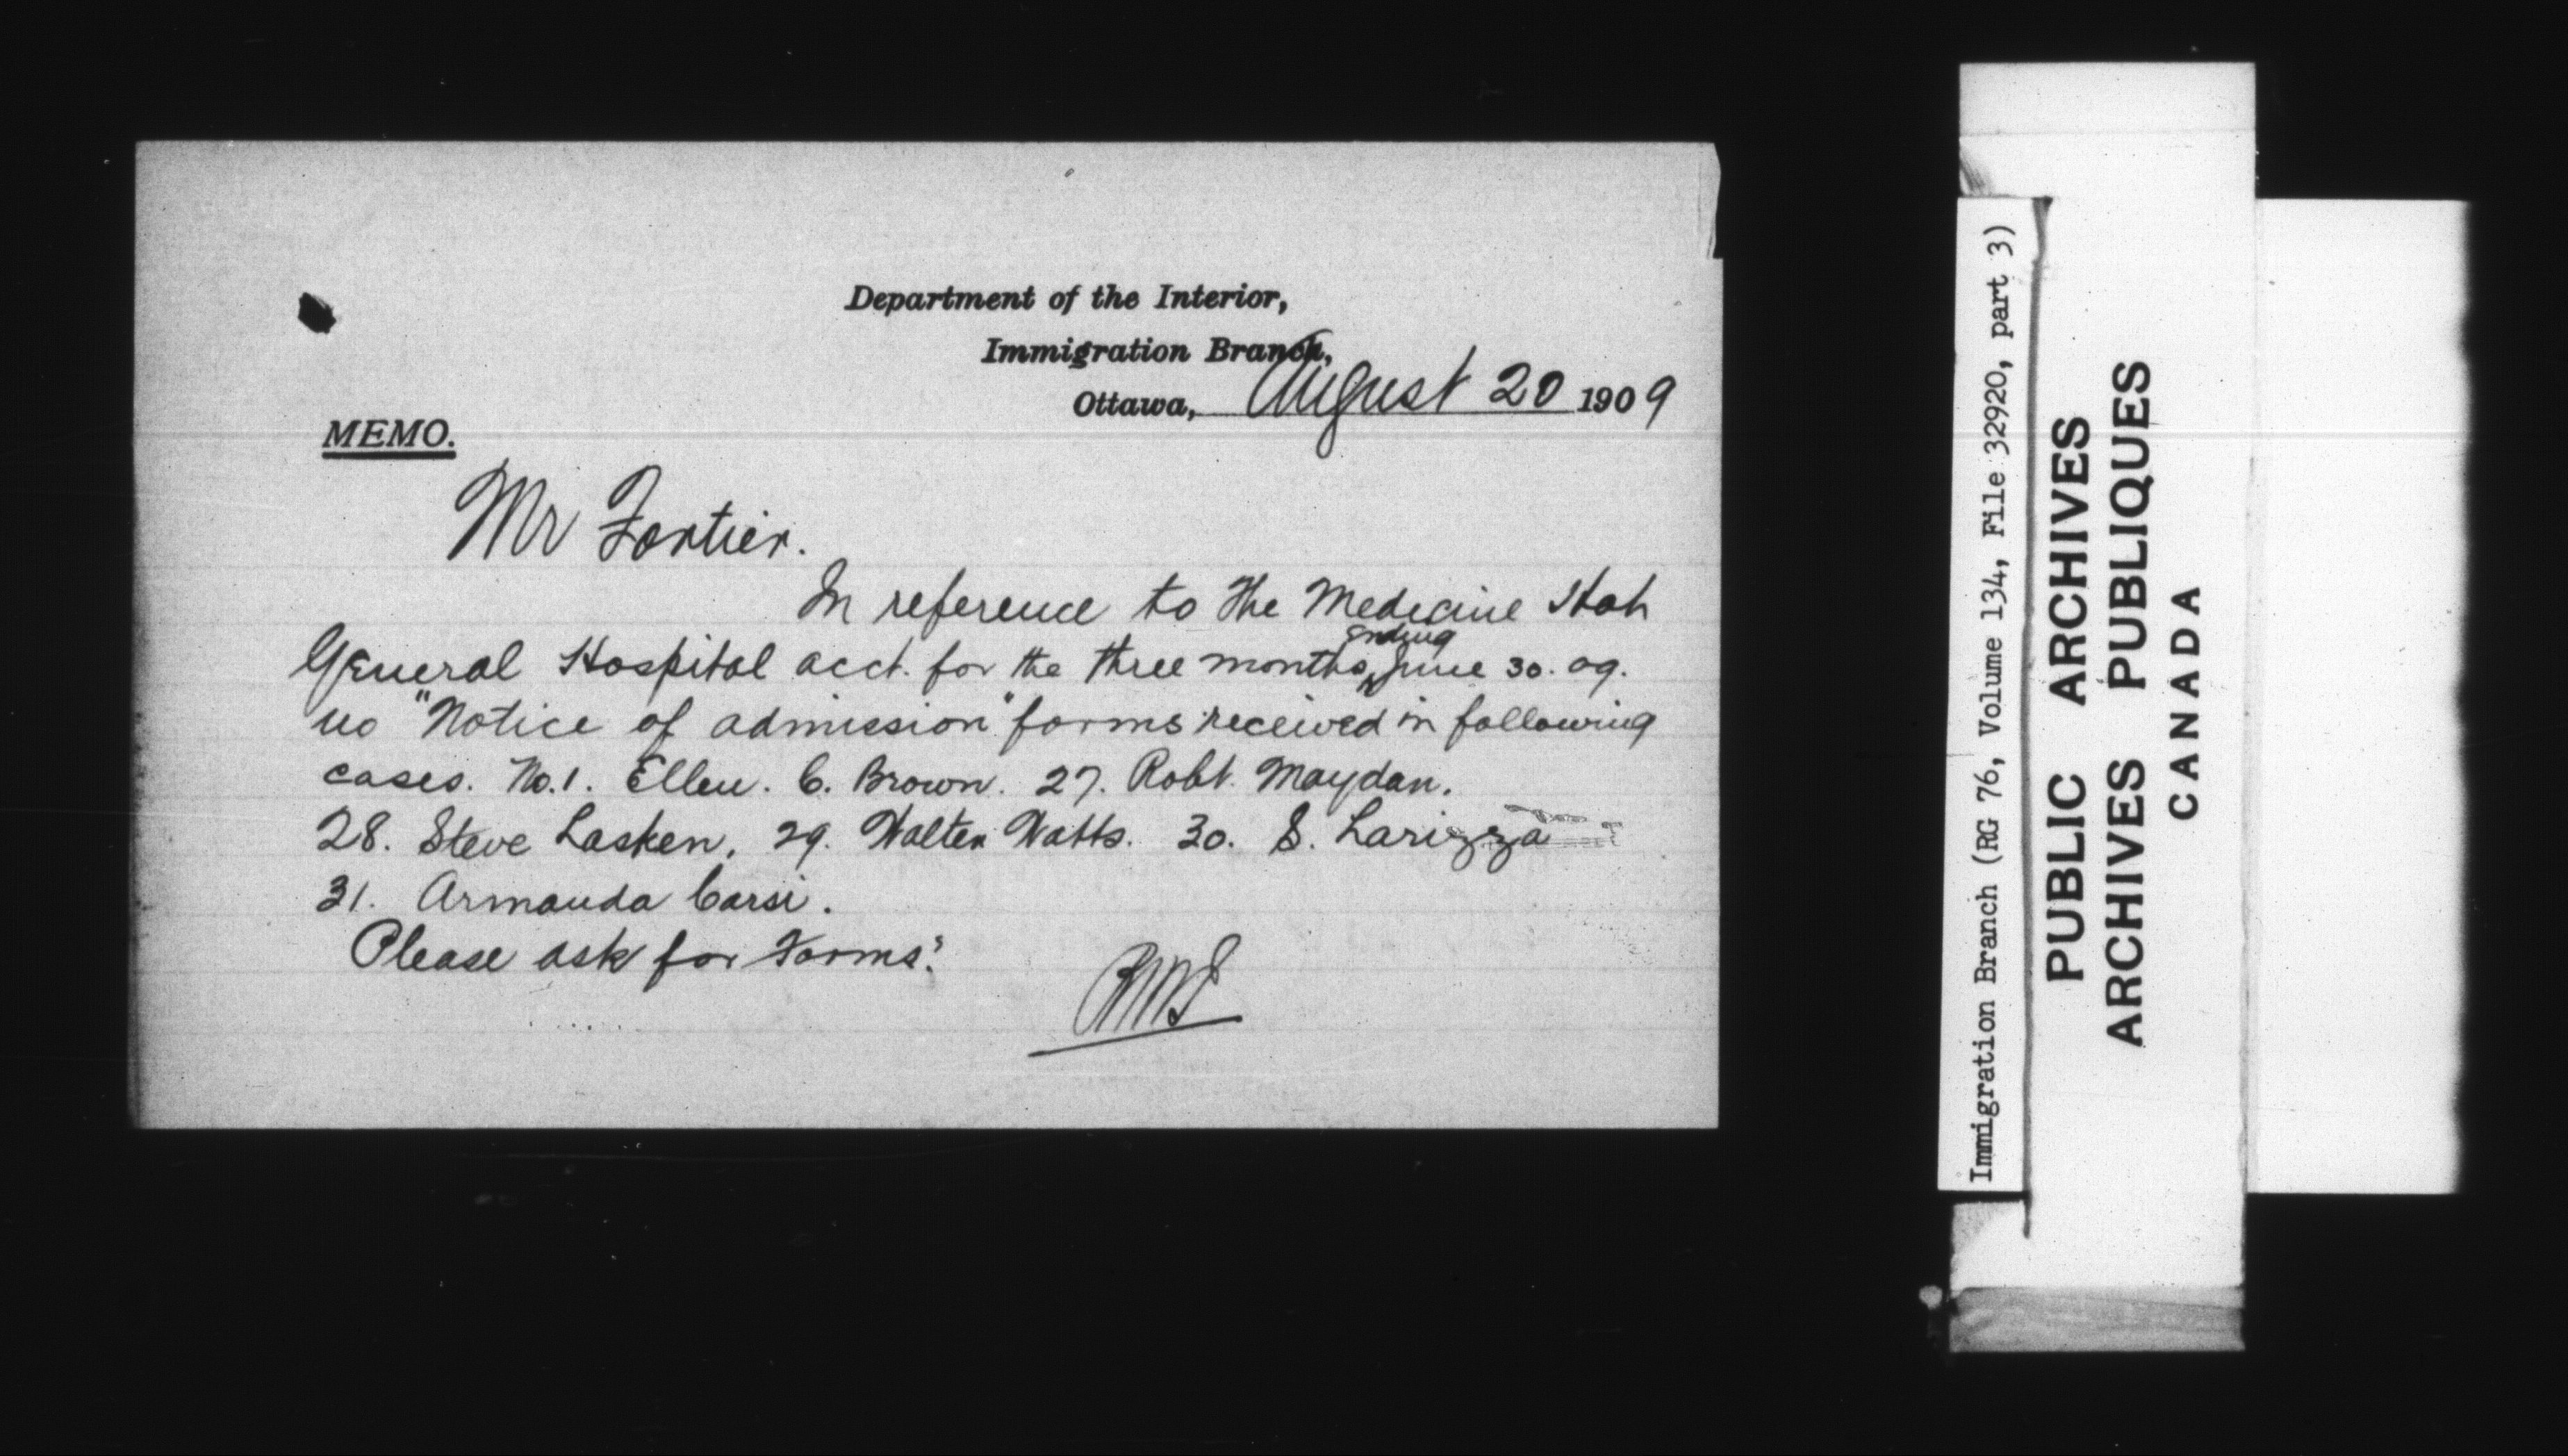 Department of the Interior,
Immigration Branch,
Ottawa, August 20 1909
MEMO.
Mr Fortier.
In reference to the Medicine Hat
General Hospital acct. for the three months ending June 30. 09.
no "Notice of admission" forms received in following
cases. No.1. Ellen. C. Brown. 27. Robt. Maydan.
28. Steve Lasken, 29. Walter Watts. 30. S. Larizza
31. Armanda Carsi.
Please ask for Forms.
Immigration Branch (RG 76, Volume 134, File 32920, part 3)
PUBLIC ARCHIVES
ARCHIVES PUBLIQUES
CANADA